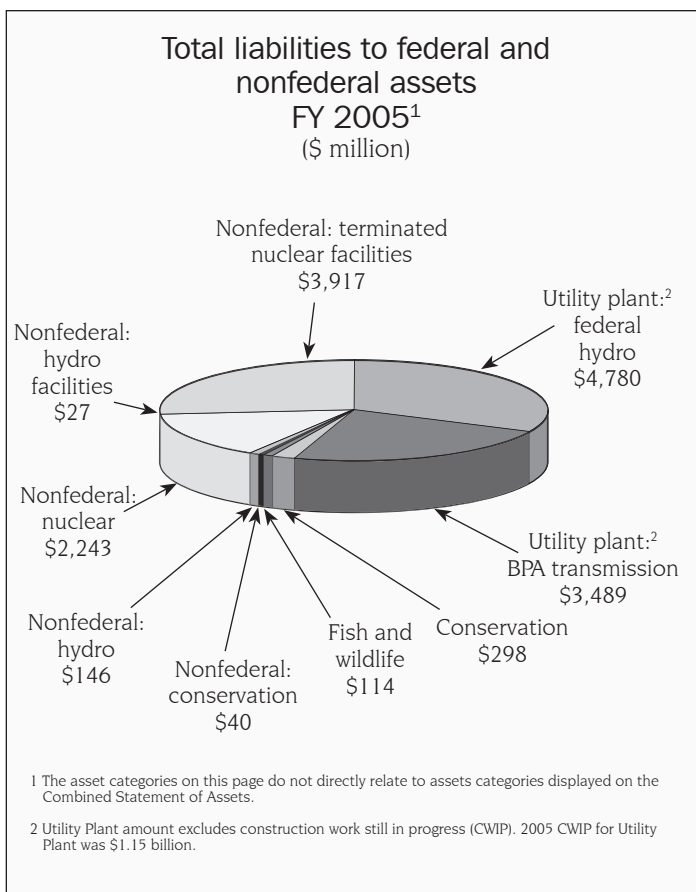 Total liabilities to federal and
nonfederal assets
FY 2005¹
($ million)
Nonfederal: terminated
nuclear facilities
$3,917
Utility plant:²
federal
hydro
$4,780
Nonfederal:
hydro
facilities
$27
Nonfederal:
nuclear
$2,243
Utility plant:²
BPA transmission
$3,489
Nonfederal:
hydro
$146
Nonfederal:
conservation
$40
Fish and
wildlife
$114
Conservation
$298
1 The asset categories on this page do not directly relate to assets categories displayed on the
Combined Statement of Assets.
2 Utility Plant amount excludes construction work still in progress (CWIP). 2005 CWIP for Utility
Plant was $1.15 billion.